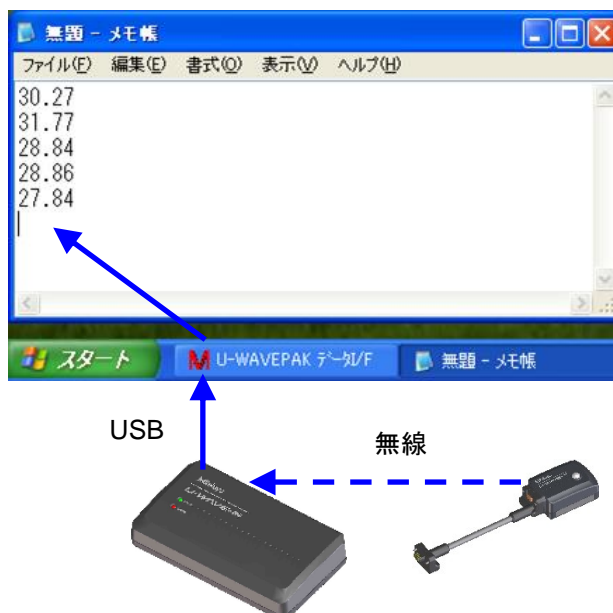 無題 - メモ帳
ファイル(F) 編集(E) 書式(O) 表示(V) ヘルプ(H)
30.27
31.77
28.84
28.86
27.84
スタート
U-WAVEPAK データI/F
無題 - メモ帳
USB
無線